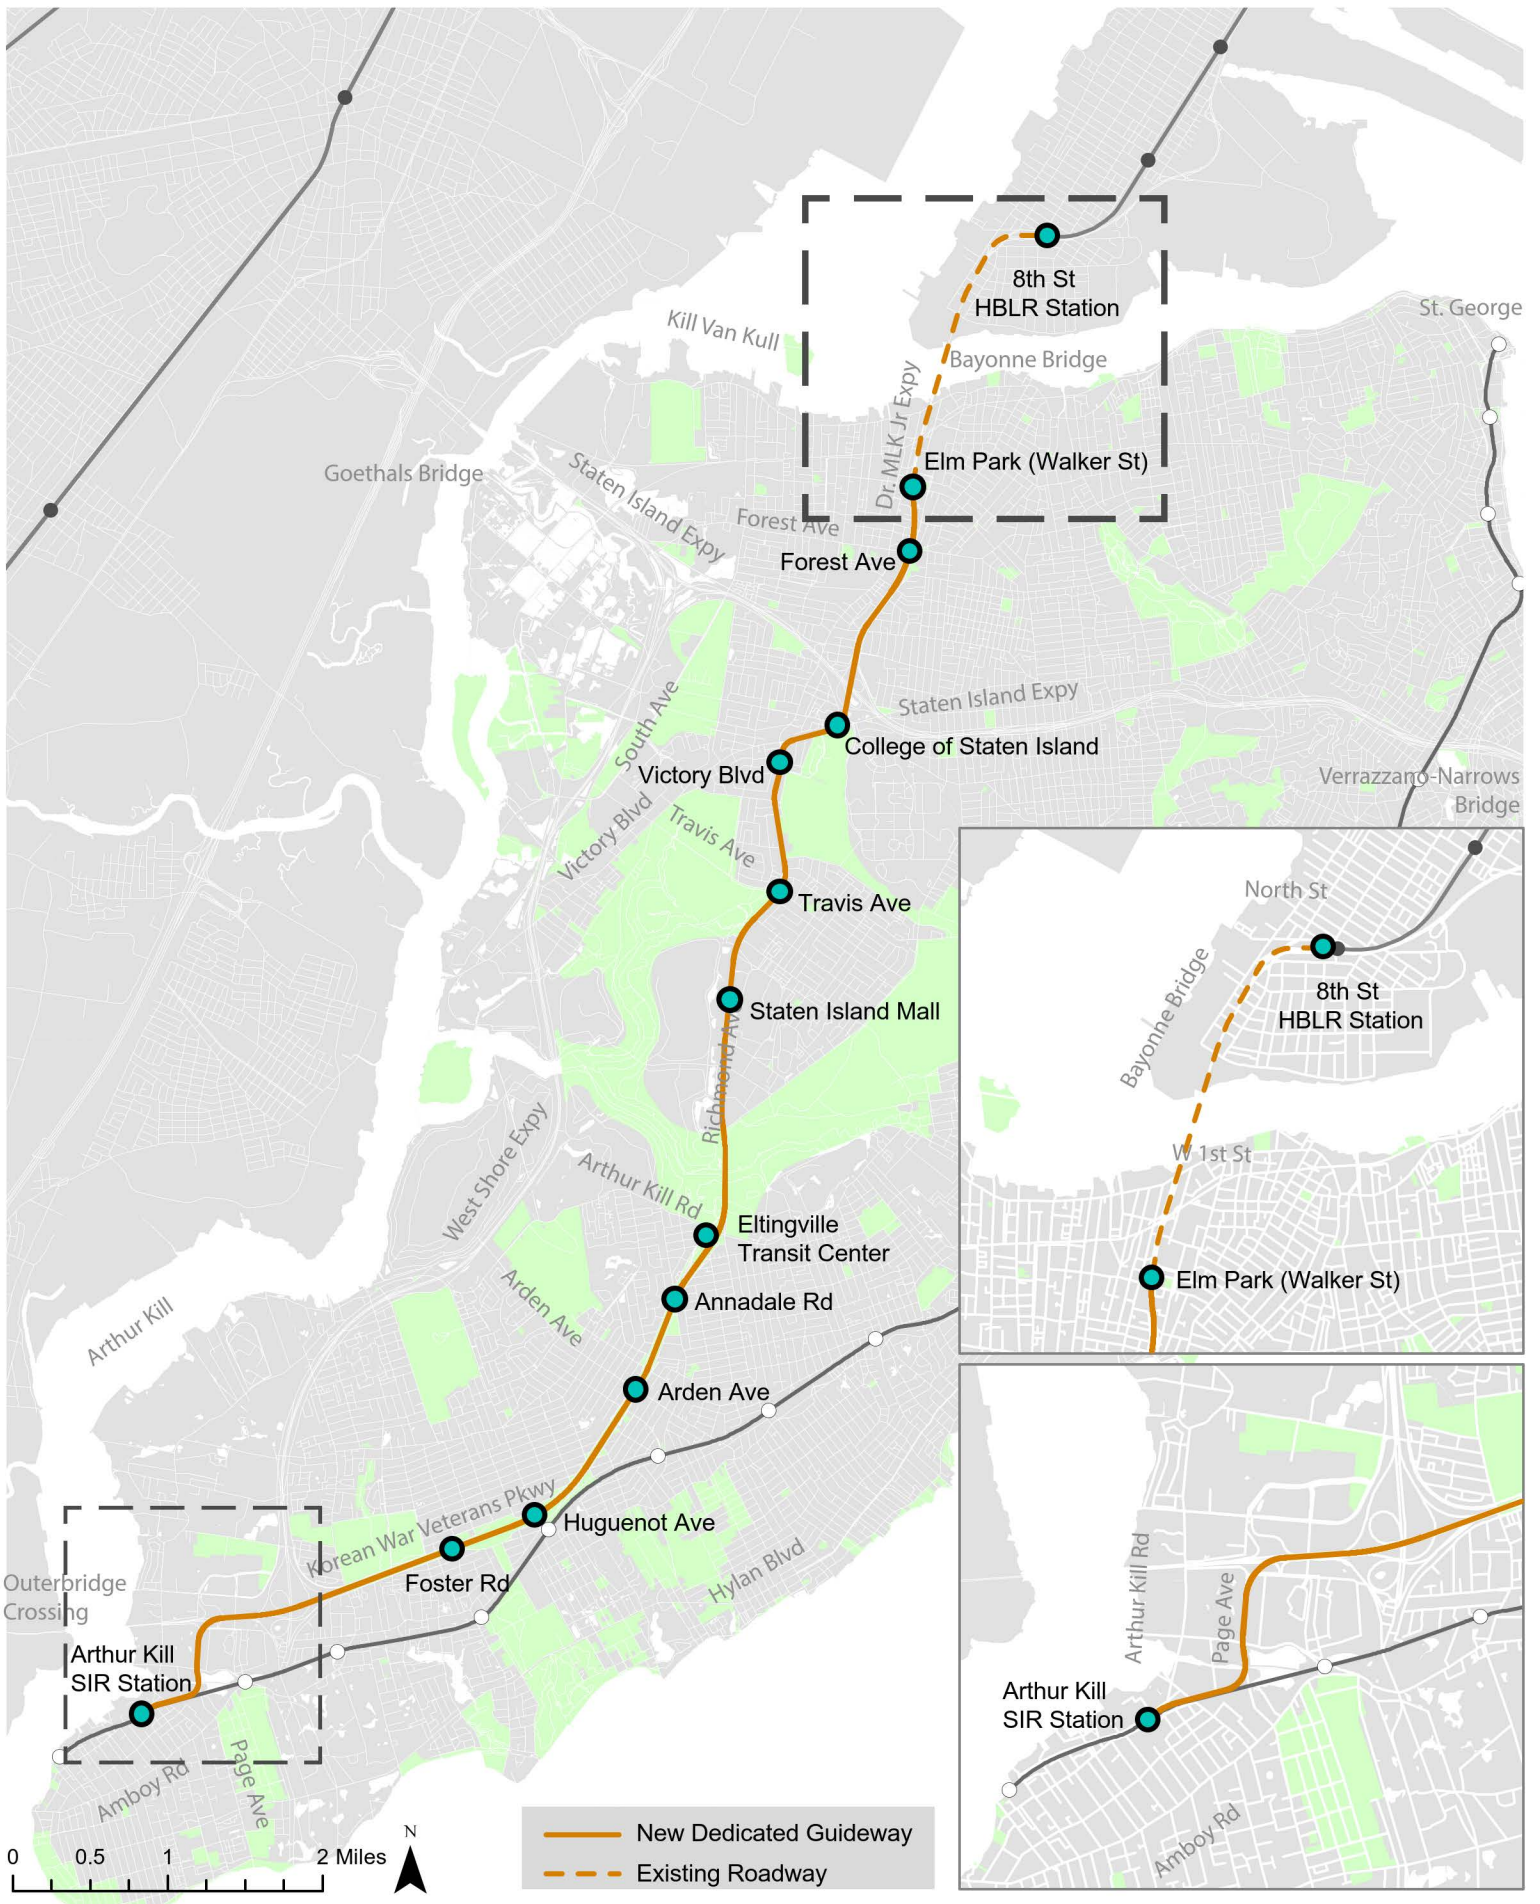 8th St
HBLR Station
St. George
Kill Van Kull
Bayonne Bridge
Dr. MLK Jr Expy
Elm Park (Walker St)
Goethals Bridge
Staten Island Expy
Forest Ave
Forest Ave
Staten Island Expy
South Ave
College of Staten Island
Victory Blvd
Verrazzano-Narrows
Bridge
Victory Blvd
Travis Ave
Travis Ave
North St
Bayonne Bridge
8th St
HBLR Station
Staten Island Mall
Richmond Ave
West Shore Expy
Arthur Kill Rd
W 1st St
Eltingville
Transit Center
Elm Park (Walker St)
Arden Ave
Annadale Rd
Arthur Kill
Arden Ave
Korean War Veterans Pkwy
Huguenot Ave
Foster Rd
Hylan Blvd
Outerbridge
Crossing
Arthur Kill
SIR Station
Arthur Kill Rd
Page Ave
Arthur Kill
SIR Station
Amboy Rd
Page Ave
Amboy Rd
N
0 0.5 1 2 Miles
New Dedicated Guideway
Existing Roadway